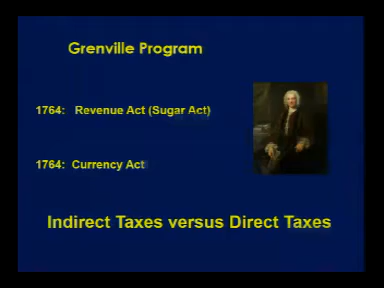 Grenville Program
1764: Revenue Act (Sugar Act)
1764: Currency Act
Indirect Taxes versus Direct Taxes